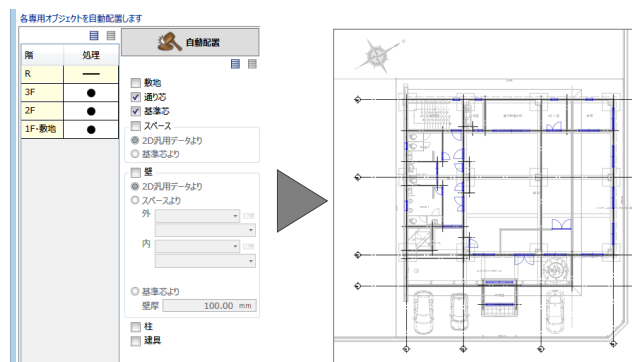 各専用オブジェクトを自動配置します
自動配置
階 処理
R
3F
2F
1F・敷地
敷地
通り芯
基準芯
スペース
2D汎用データより
基準芯より
壁
2D汎用データより
スペースより
外
内
基準芯より
壁厚 100.00 mm
柱
建具